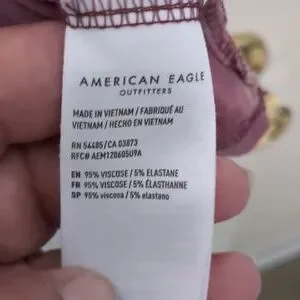 AMERICAN EAGLE
OUTFITTERS
MADE IN VIETNAM / FABRIQUÉ AU
VIETNAM / HECHO EN VIETNAM
RN 54485 / CA 03873
RFC# AEM120605U9A
EN 95% VISCOSE / 5% ELASTANE
FR 95% VISCOSE / 5% ÉLASTHANNE
SP 95% viscosa / 5% elastano